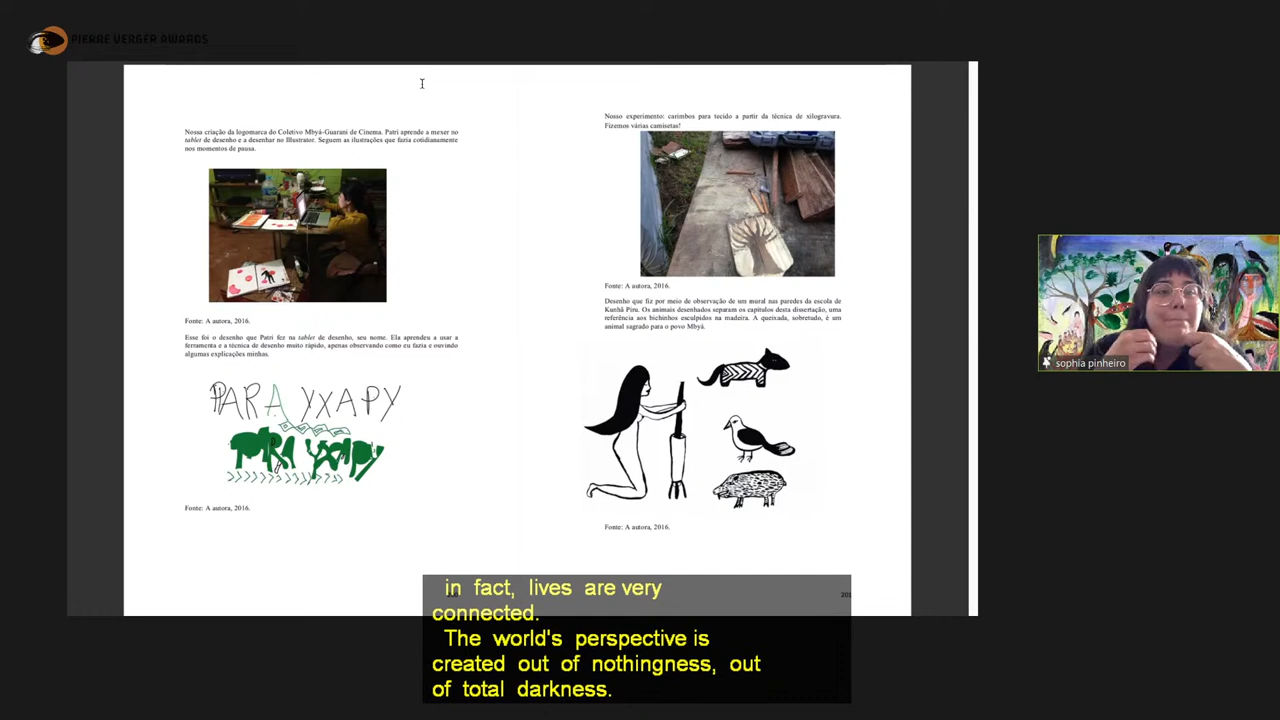 PIERRE VERGER AWARDS
Nossa criação da logomarca do Coletivo Mbyá-Guarani de Cinema. Patri aprende a mexer no
tablet de desenho e a desenhar no Illustrator. Seguem as ilustrações que fazia cotidianamente
nos momentos de pausa.
Fonte: A autora, 2016.
Esse foi o desenho que Patri fez na tablet de desenho, seu nome. Ela aprendeu a usar a
ferramenta e a técnica de desenho muito rápido, apenas observando como eu fazia e ouvindo
algumas explicações minhas.
PARA YXAPY
PARA YXAPY
Fonte: A autora, 2016.
Nosso experimento: carimbos para tecido a partir da técnica de xilogravura.
Fizemos várias camisetas!
Fonte: A autora, 2016.
Desenho que fiz por meio de observação de um mural nas paredes da escola de
Kunhã Piru. Os animais desenhados separam os capítulos desta dissertação, uma
referência aos bichinhos esculpidos na madeira. A queixada, sobretudo, é um
animal sagrado para o povo Mbyá.
Fonte: A autora, 2016.
sophia pinheiro
in fact, lives are very
connected.
The world's perspective is
created out of nothingness, out
of total darkness.